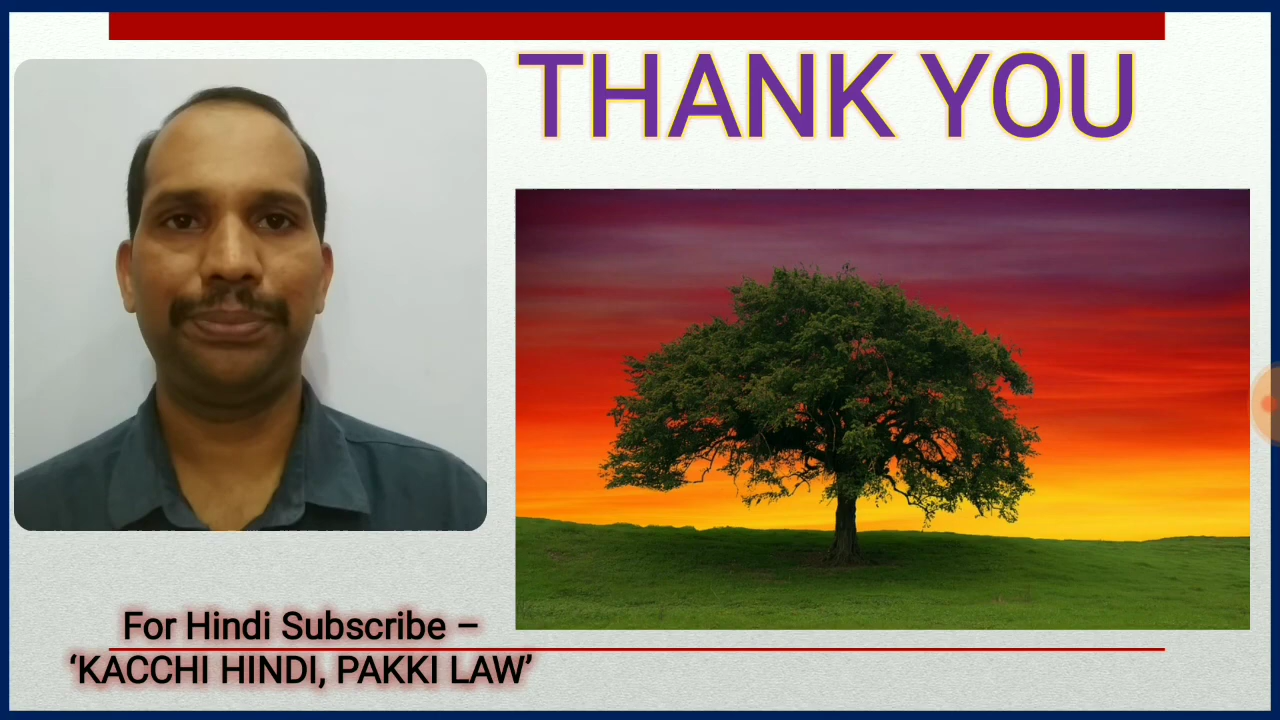 THANK YOU
For Hindi Subscribe –
‘KACCHI HINDI, PAKKI LAW’